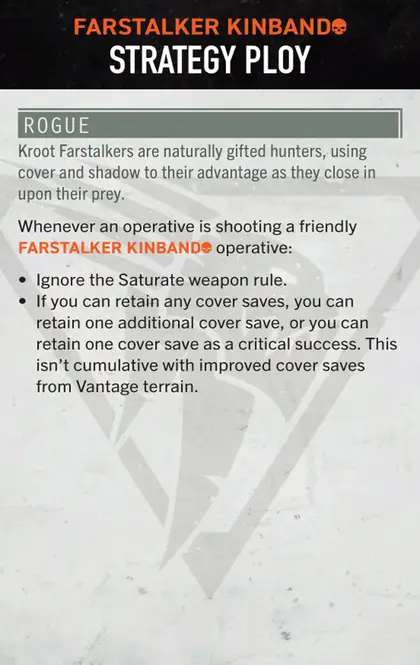 FARSTALKER KINBAND
STRATEGY PLOY
ROGUE
Kroot Farstalkers are naturally gifted hunters, using
cover and shadow to their advantage as they close in
upon their prey.
Whenever an operative is shooting a friendly
FARSTALKER KINBAND operative:
• Ignore the Saturate weapon rule.
• If you can retain any cover saves, you can
retain one additional cover save, or you can
retain one cover save as a critical success. This
isn’t cumulative with improved cover saves
from Vantage terrain.